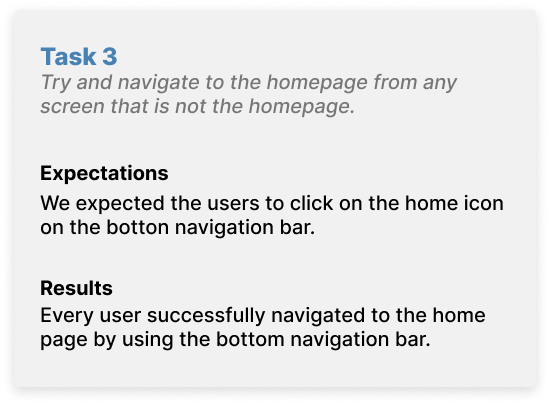 Task 3
Try and navigate to the homepage from any
screen that is not the homepage.
Expectations
We expected the users to click on the home icon
on the botton navigation bar.
Results
Every user successfully navigated to the home
page by using the bottom navigation bar.